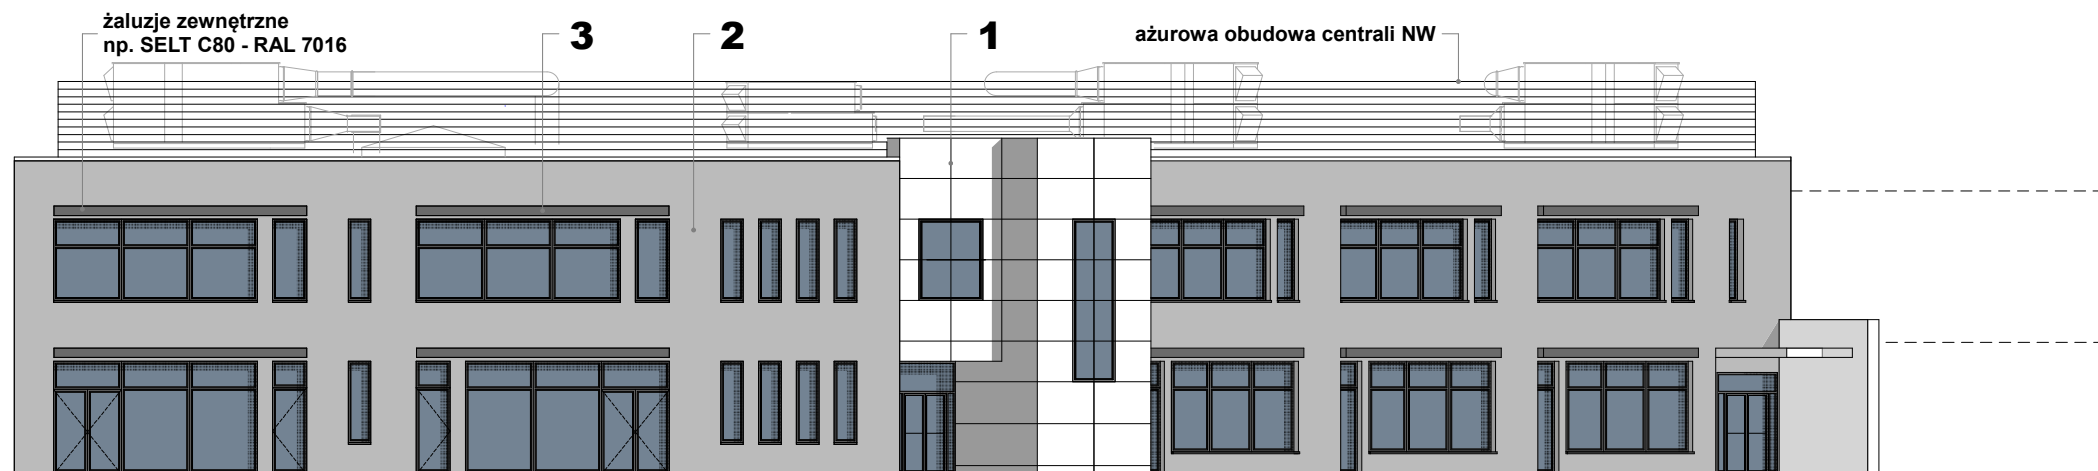 żaluzje zewnętrzne
np. SELT C80 - RAL 7016
3
2
1
ażurowa obudowa centrali NW